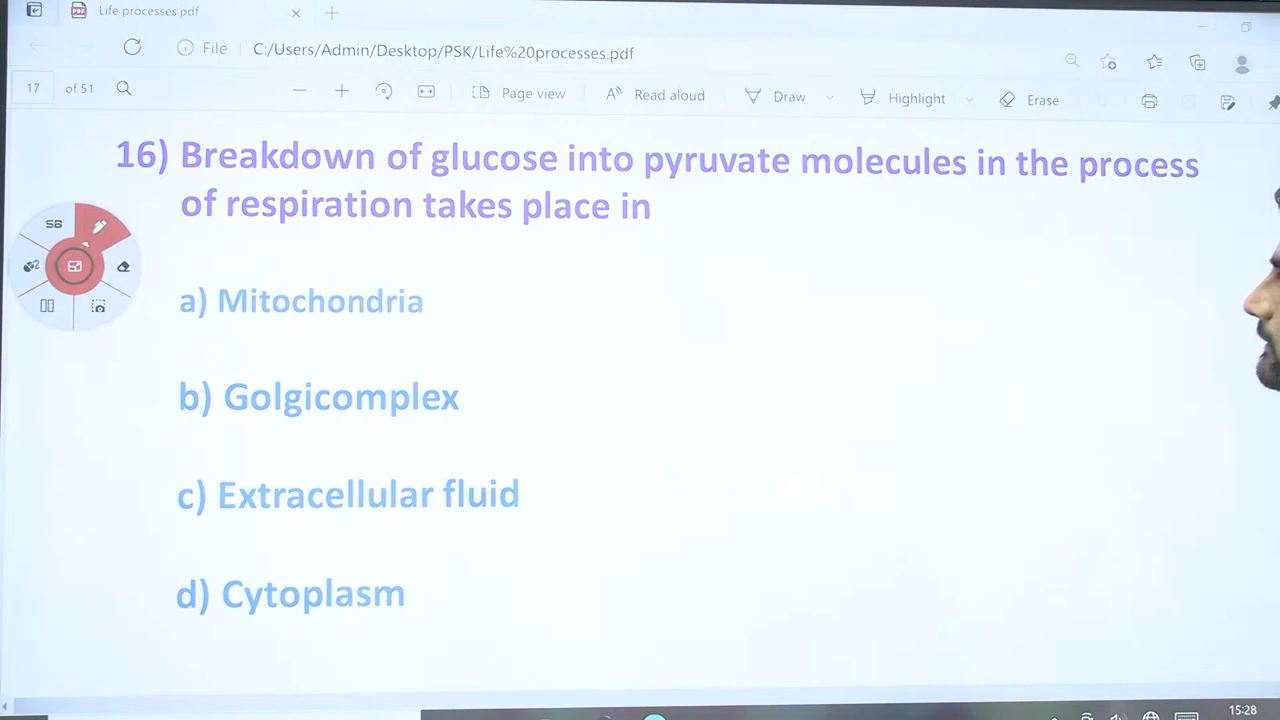 Life processes.pdf
File C:/Users/Admin/Desktop/PSK/Life%20processes.pdf
17 of 51 Page view Read aloud Draw Highlight Erase
16) Breakdown of glucose into pyruvate molecules in the process
of respiration takes place in
SB
a) Mitochondria
b) Golgicomplex
c) Extracellular fluid
d) Cytoplasm
15:28